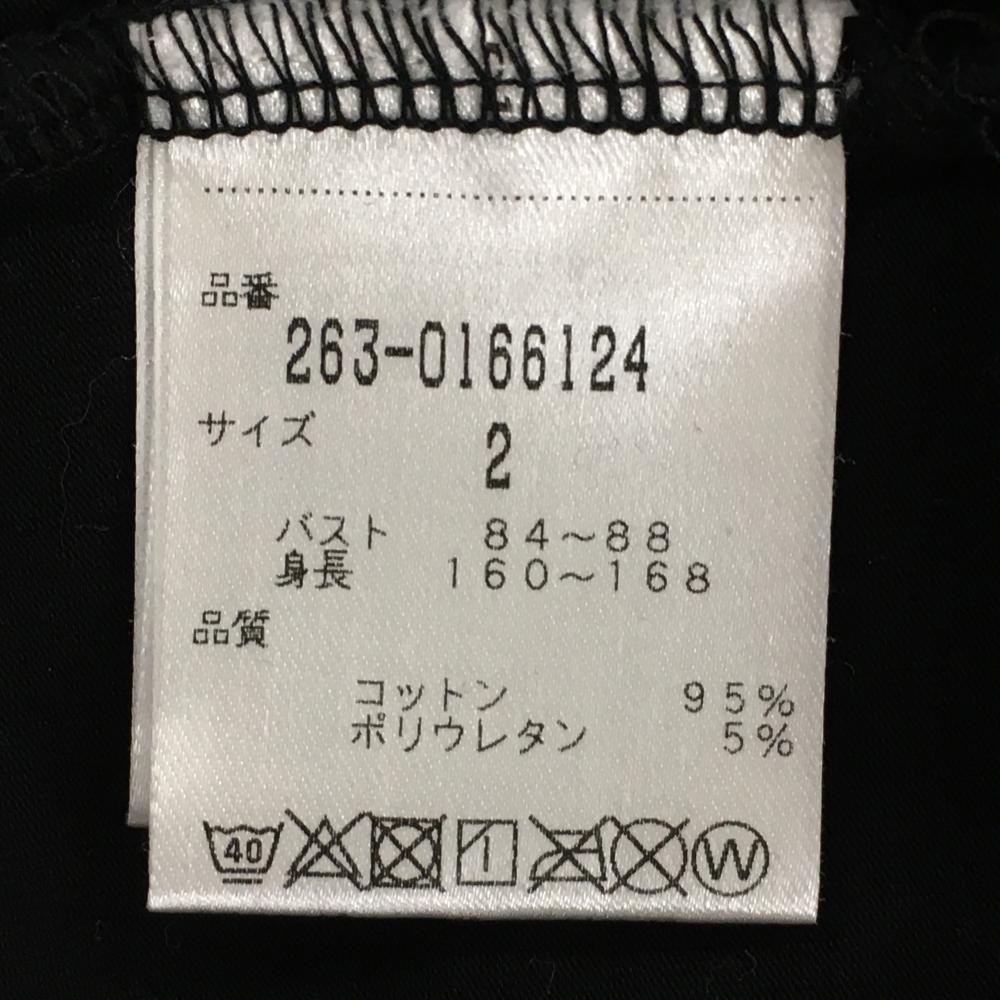 品番
263-0166124
サイズ
2
バスト 84～88
身長 160～168
品質
コットン 95%
ポリウレタン 5%
40 W